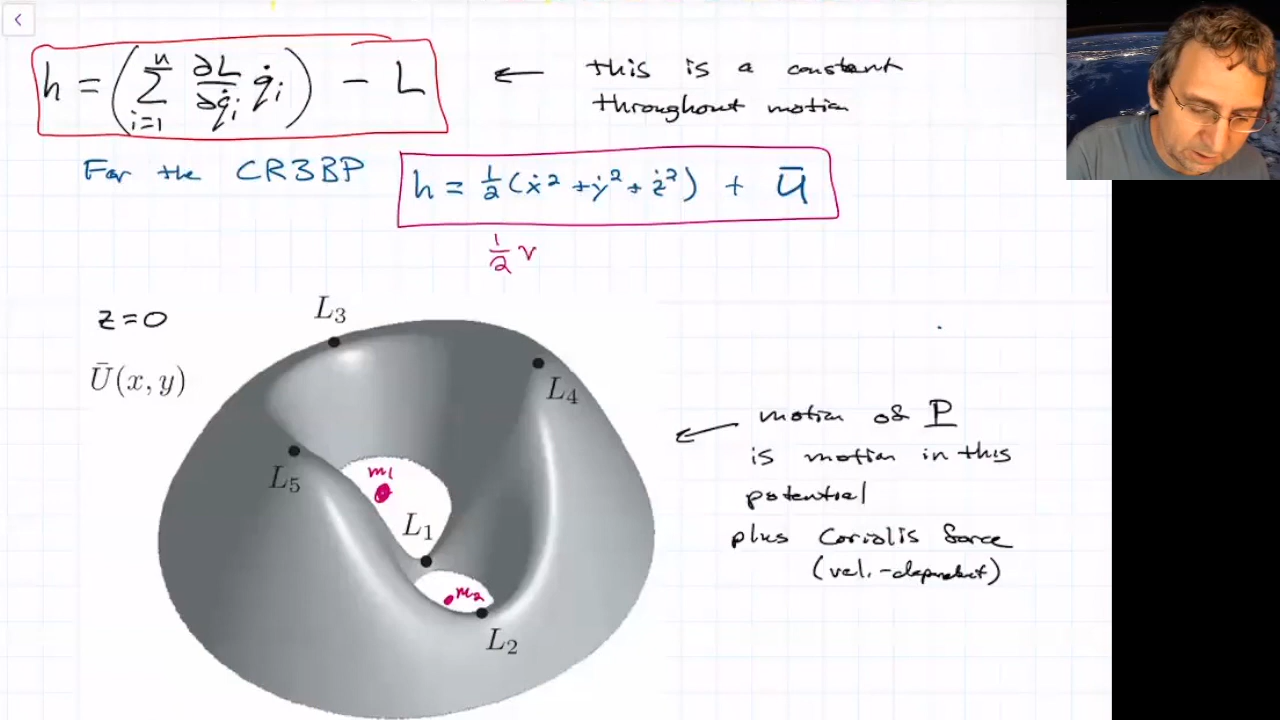 h = (∑_{i=1}^{n} ∂L/∂q̇_i q̇_i) − L ← this is a constant
throughout motion
For the CR3BP h = ½(ẋ² + ẏ² + ż²) + Ū
½ v
z=0
Ū(x, y)
L₃
L₄
L₅
m₁
L₁
m₂
L₂
← motion of P
is motion in this
potential
plus Coriolis force
(vel.-dependent)